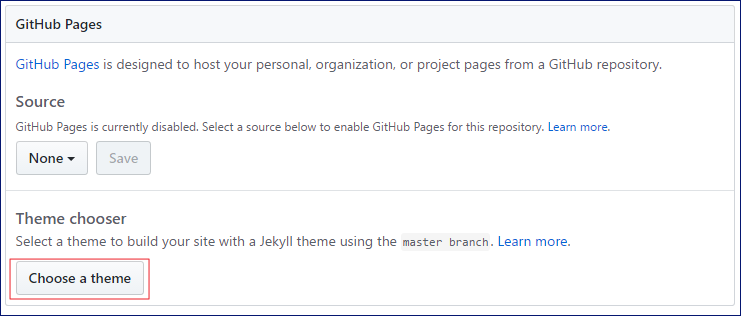 GitHub Pages
GitHub Pages is designed to host your personal, organization, or project pages from a GitHub repository.
Source
GitHub Pages is currently disabled. Select a source below to enable GitHub Pages for this repository. Learn more.
None Save
Theme chooser
Select a theme to build your site with a Jekyll theme using the master branch. Learn more.
Choose a theme